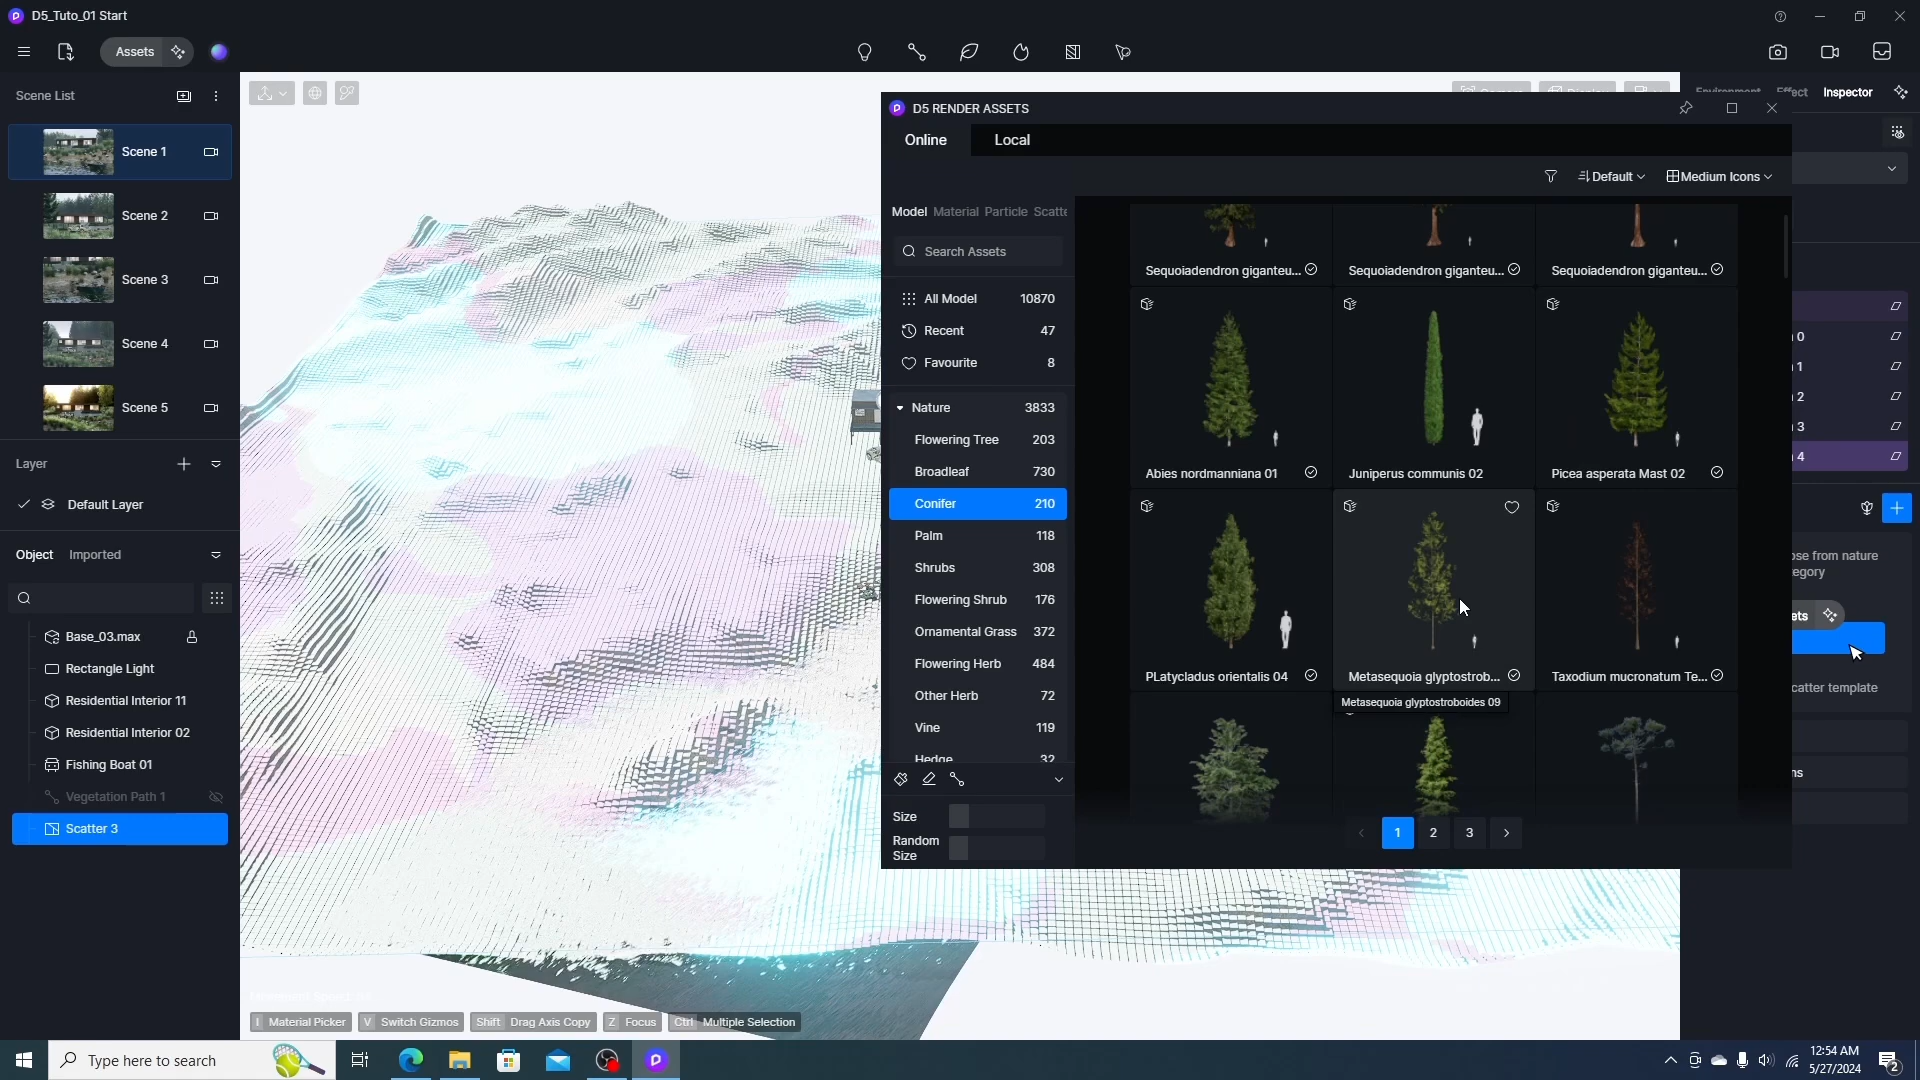 D5_Tuto_01 Start
Assets
Scene List
Scene 1
Scene 2
Scene 3
Scene 4
Scene 5
Layer
Default Layer
Object Imported
Base_03.max
Rectangle Light
Residential Interior 11
Residential Interior 02
Fishing Boat 01
Vegetation Path 1
Scatter 3
I Material Picker V Switch Gizmos Shift Drag Axis Copy Z Focus Ctrl Multiple Selection
D5 RENDER ASSETS
Online Local
Default Medium Icons
Model Material Particle Scatte
Search Assets
All Model 10870
Recent 47
Favourite 8
Nature 3833
Flowering Tree 203
Broadleaf 730
Conifer 210
Palm 118
Shrubs 308
Flowering Shrub 176
Ornamental Grass 372
Flowering Herb 484
Other Herb 72
Vine 119
Hedge 32
Size
Random
Size
Sequoiadendron giganteu... Sequoiadendron giganteu... Sequoiadendron giganteu...
Abies nordmanniana 01 Juniperus communis 02 Picea asperata Mast 02
PLatycladus orientalis 04 Metasequoia glyptostrob... Taxodium mucronatum Te...
Metasequoia glyptostroboides 09
1 2 3
Environment Effect Inspector
0
1
2
3
4
ose from nature
egory
ets
catter template
ns
Type here to search
12:54 AM
5/27/2024
2